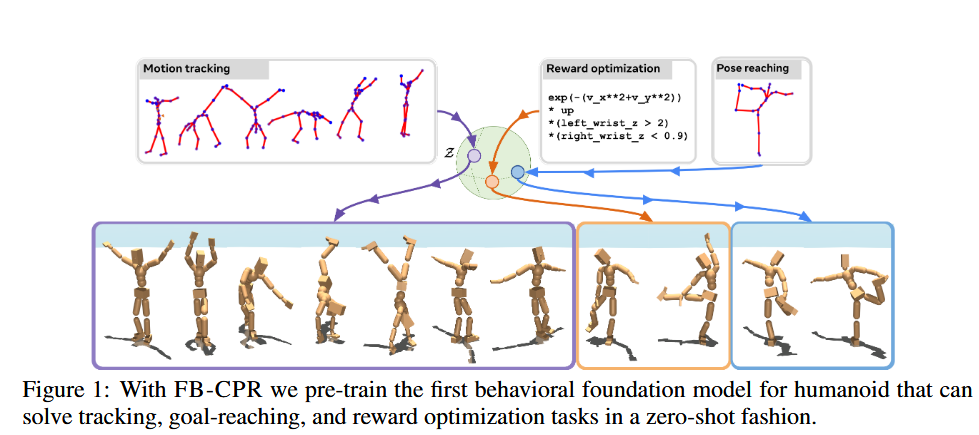 Motion tracking
Reward optimization
exp(-(v_x**2+v_y**2))
* up
*(left_wrist_z > 2)
*(right_wrist_z < 0.9)
Pose reaching
𝒵
Figure 1: With FB-CPR we pre-train the first behavioral foundation model for humanoid that can
solve tracking, goal-reaching, and reward optimization tasks in a zero-shot fashion.